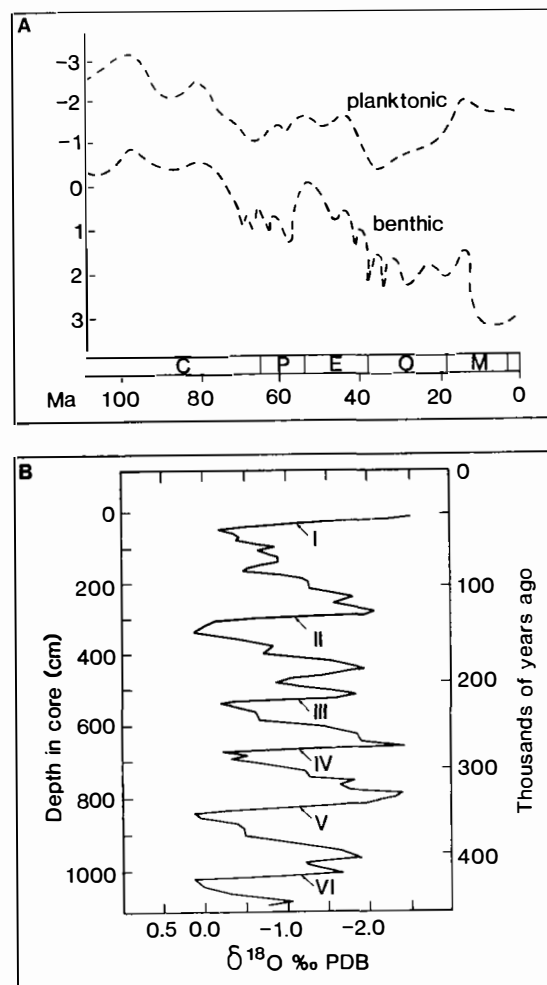 A
-3
-2
planktonic
-1
0
benthic
1
2
3
C P E O M
Ma 100 80 60 40 20 0
B
0
0
I
100
200
II
400
200
III
600
IV
300
800
V
400
1000
VI
0.5 0.0 -1.0 -2.0
δ18O ‰ PDB
Depth in core (cm)
Thousands of years ago